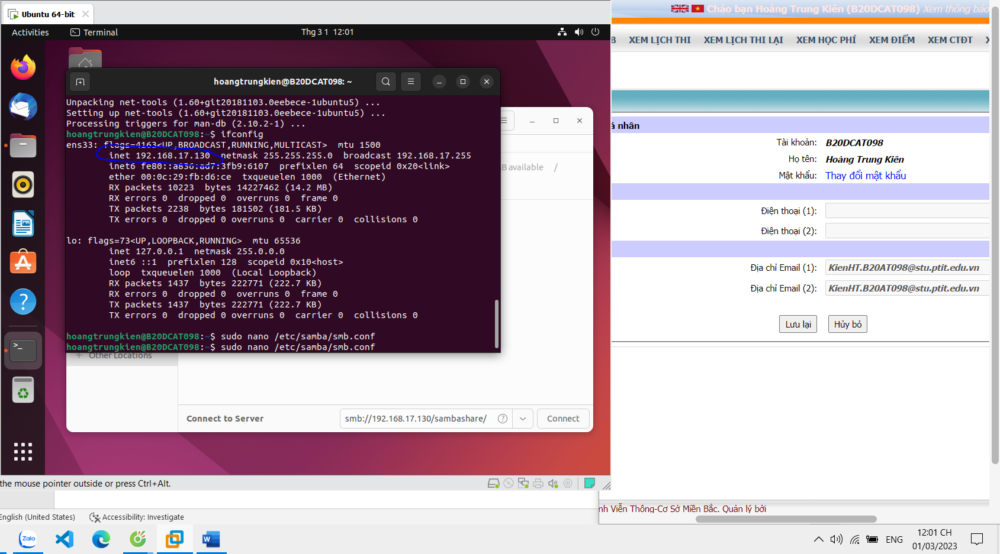 Ubuntu 64-bit
Activities
Terminal
Thg 3 1 12:01
hoangtrungkien@B20DCAT098: ~
Unpacking net-tools (1.60+git20181103.0eebece-1ubuntu5) ...
Setting up net-tools (1.60+git20181103.0eebece-1ubuntu5) ...
Processing triggers for man-db (2.10.2-1) ...
hoangtrungkien@B20DCAT098:~$ ifconfig
ens33: flags=4163<UP,BROADCAST,RUNNING,MULTICAST>  mtu 1500
inet 192.168.17.130  netmask 255.255.255.0  broadcast 192.168.17.255
inet6 fe80::a836:ad7:3fb9:6107  prefixlen 64  scopeid 0x20<link>
ether 00:0c:29:fb:d6:ce  txqueuelen 1000  (Ethernet)
RX packets 10223  bytes 14227462 (14.2 MB)
RX errors 0  dropped 0  overruns 0  frame 0
TX packets 2238  bytes 181502 (181.5 KB)
TX errors 0  dropped 0 overruns 0  carrier 0  collisions 0
lo: flags=73<UP,LOOPBACK,RUNNING>  mtu 65536
inet 127.0.0.1  netmask 255.0.0.0
inet6 ::1  prefixlen 128  scopeid 0x10<host>
loop  txqueuelen 1000  (Local Loopback)
RX packets 1437  bytes 222771 (222.7 KB)
RX errors 0  dropped 0  overruns 0  frame 0
TX packets 1437  bytes 222771 (222.7 KB)
TX errors 0  dropped 0 overruns 0  carrier 0  collisions 0
hoangtrungkien@B20DCAT098:~$ sudo nano /etc/samba/smb.conf
hoangtrungkien@B20DCAT098:~$ sudo nano /etc/samba/smb.conf
B available /
+ Other Locations
Connect to Server
smb://192.168.17.130/sambashare/
Connect
the mouse pointer outside or press Ctrl+Alt.
Chào bạn Hoàng Trung Kiên (B20DCAT098) Xem thông báo
B XEM LỊCH THI XEM LỊCH THI LẠI XEM HỌC PHÍ XEM ĐIỂM XEM CTĐT X
á nhân
Tài khoản: B20DCAT098
Họ tên: Hoàng Trung Kiên
Mật khẩu: Thay đổi mật khẩu
Điện thoại (1):
Điện thoại (2):
Địa chỉ Email (1): KienHT.B20AT098@stu.ptit.edu.vn
Địa chỉ Email (2): KienHT.B20AT098@stu.ptit.edu.vn
Lưu lại
Hủy bỏ
nh Viễn Thông-Cơ Sở Miền Bắc. Quản lý bởi
English (United States)
Accessibility: Investigate
Zalo
W
ENG
12:01 CH
01/03/2023